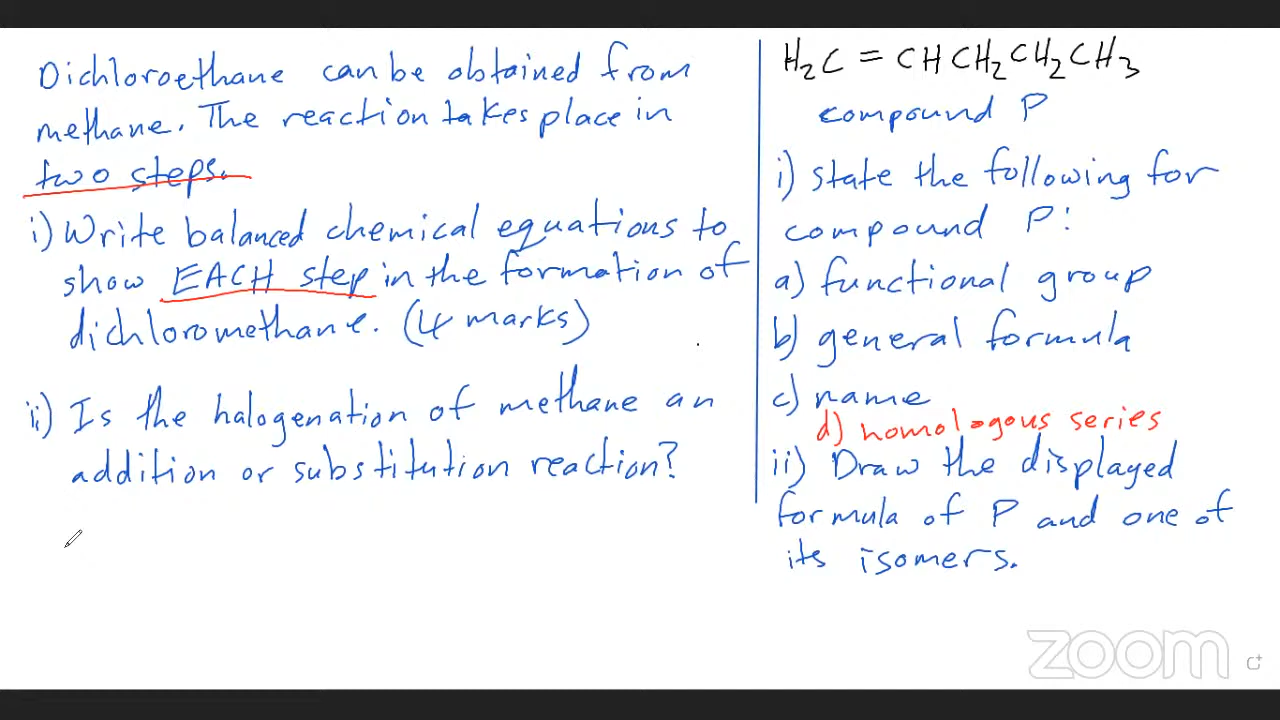 Dichloroethane can be obtained from
methane. The reaction takes place in
two steps.
i) Write balanced chemical equations to
show EACH step in the formation of
dichloromethane. (4 marks)
ii) Is the halogenation of methane an
addition or substitution reaction?
H₂C = CHCH₂CH₂CH₃
compound P
i) state the following for
compound P:
a) functional group
b) general formula
c) name
d) homologous series
ii) Draw the displayed
formula of P and one of
its isomers.
zoom